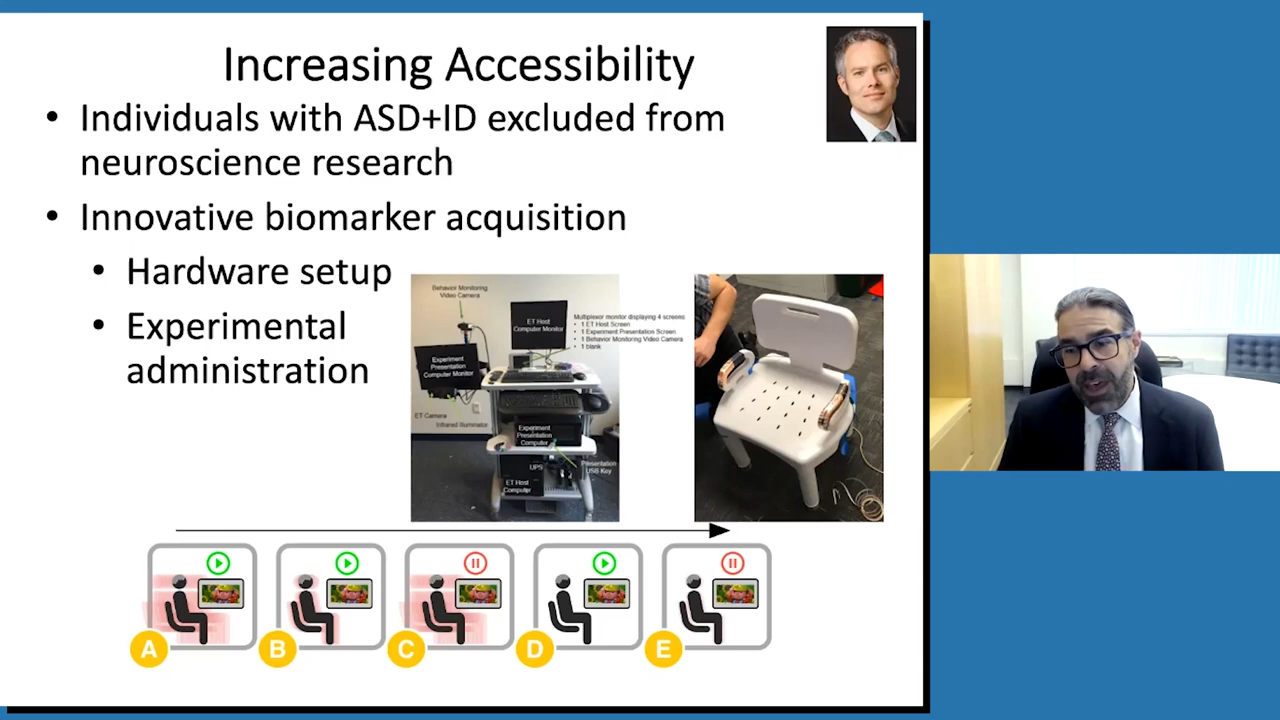 Increasing Accessibility
• Individuals with ASD+ID excluded from
neuroscience research
• Innovative biomarker acquisition
• Hardware setup
• Experimental
administration
Behavior Monitoring
Video Camera
ET Host
Computer Monitor
Multiplexor monitor displaying 4 screens
• 1 ET Host Screen
• 1 Experiment Presentation Screen
• 1 Behavior Monitoring Video Camera
• 1 blank
Experiment
Presentation
Computer Monitor
ET Camera
Infrared Illuminator
Experiment
Presentation
Computer
UPS
Presentation
USB Key
ET Host
Computer
A
B
C
D
E